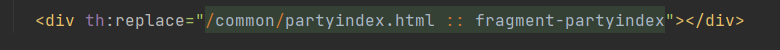 <div th:replace="/common/partyindex.html :: fragment-partyindex"></div>